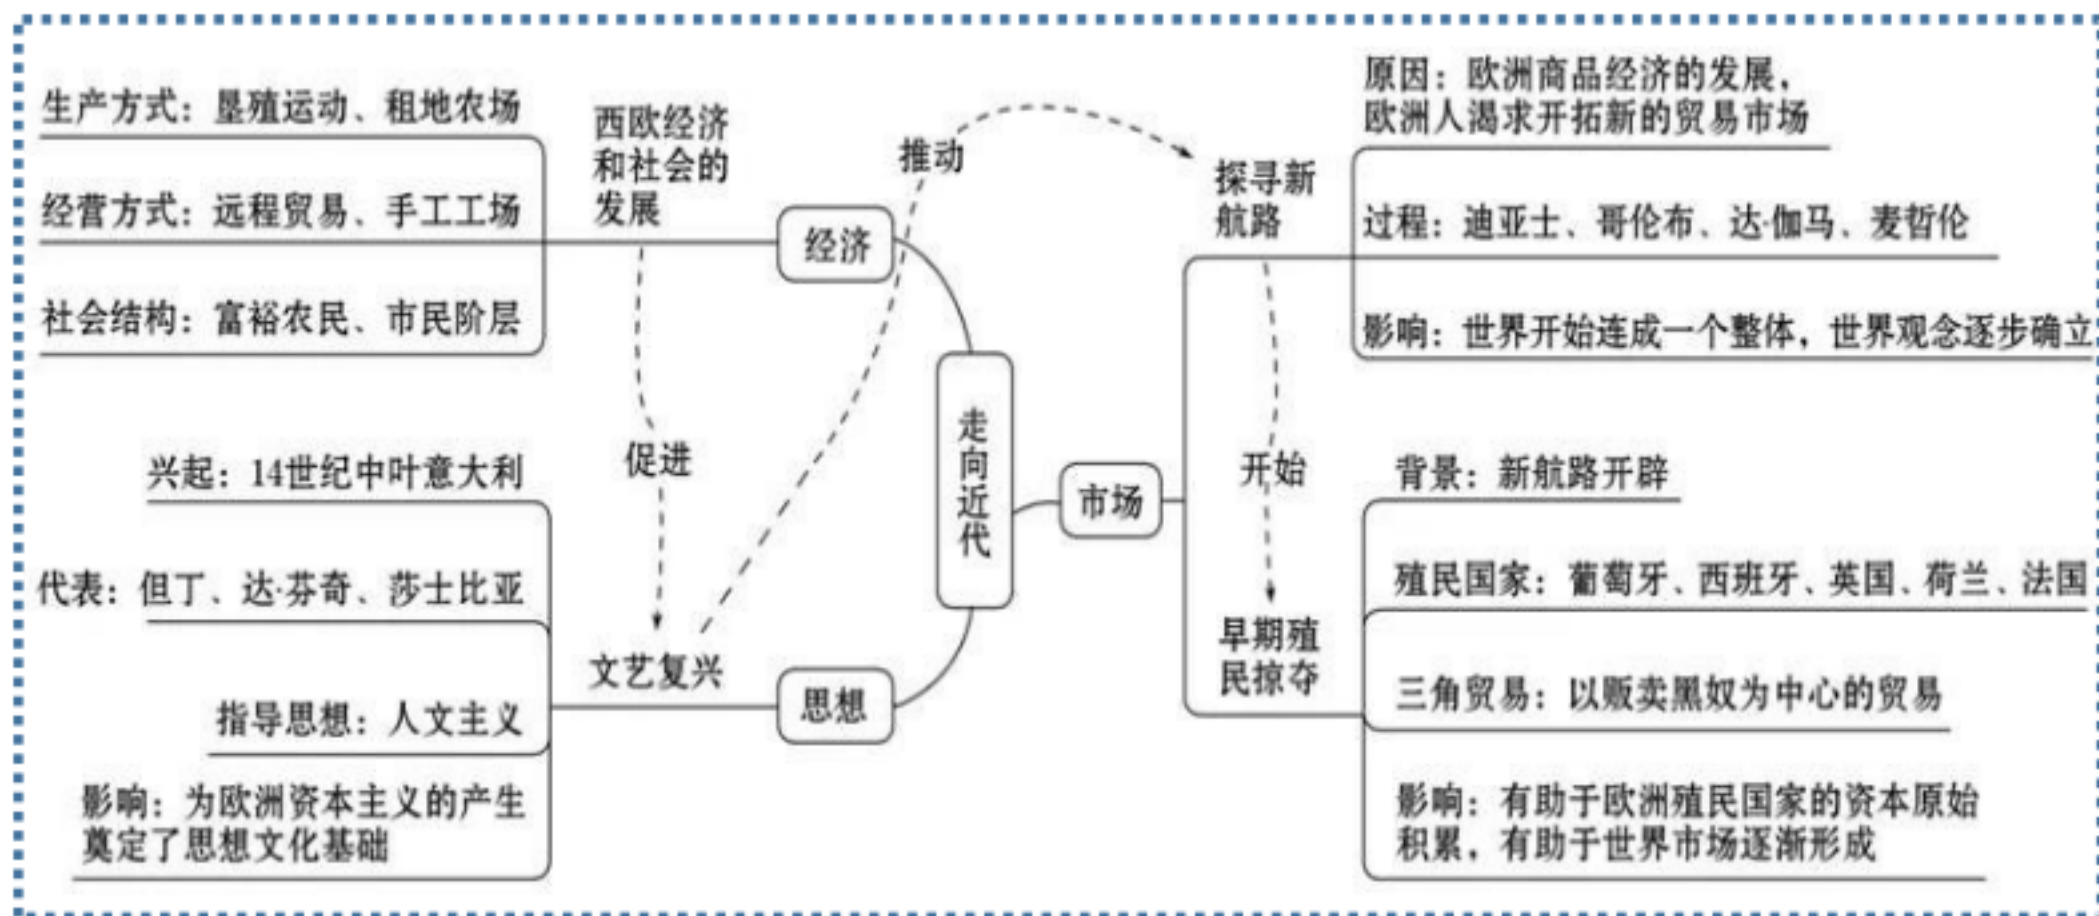 生产方式：垦殖运动、租地农场
经营方式：远程贸易、手工工场
社会结构：富裕农民、市民阶层
西欧经济
和社会的
发展
经济
促进
推动
兴起：14世纪中叶意大利
代表：但丁、达·芬奇、莎士比亚
指导思想：人文主义
影响：为欧洲资本主义的产生
奠定了思想文化基础
文艺复兴
思想
走向近代
市场
探寻新
航路
原因：欧洲商品经济的发展，
欧洲人渴求开拓新的贸易市场
过程：迪亚士、哥伦布、达·伽马、麦哲伦
影响：世界开始连成一个整体，世界观念逐步确立
开始
早期殖
民掠夺
背景：新航路开辟
殖民国家：葡萄牙、西班牙、英国、荷兰、法国
三角贸易：以贩卖黑奴为中心的贸易
影响：有助于欧洲殖民国家的资本原始
积累，有助于世界市场逐渐形成